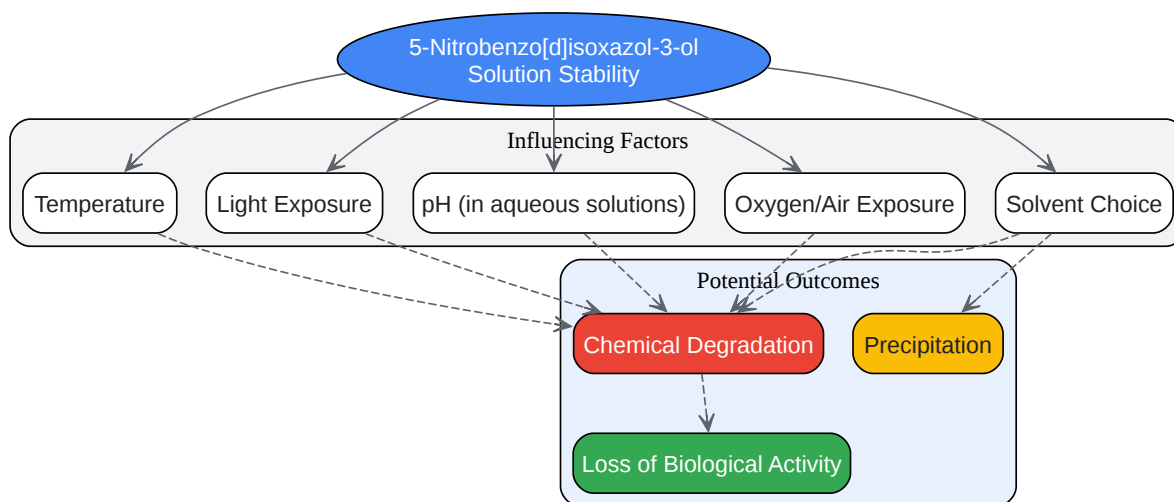 5-Nitrobenzo[d]isoxazol-3-ol
Solution Stability
Influencing Factors
Temperature
Light Exposure
pH (in aqueous solutions)
Oxygen/Air Exposure
Solvent Choice
Potential Outcomes
Chemical Degradation
Precipitation
Loss of Biological Activity